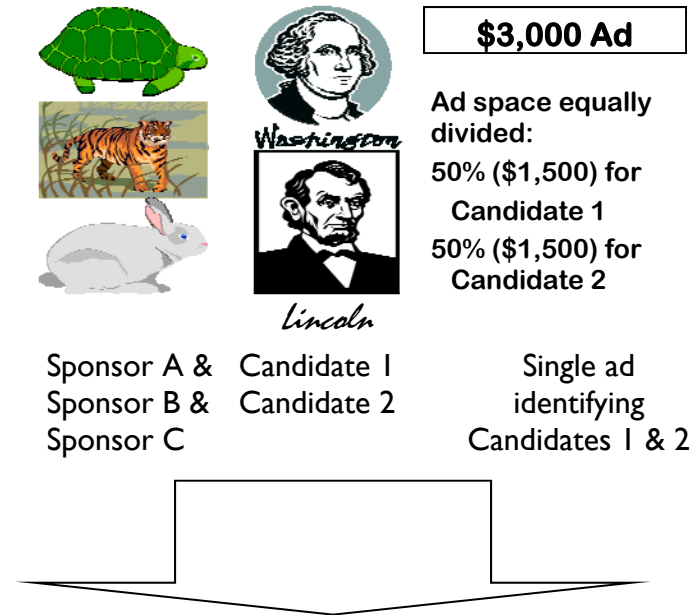 $3,000 Ad
Washington
Ad space equally
divided:
50% ($1,500) for
Candidate 1
50% ($1,500) for
Candidate 2
Lincoln
Sponsor A & Candidate 1
Sponsor B & Candidate 2
Sponsor C
Single ad
identifying
Candidates 1 & 2